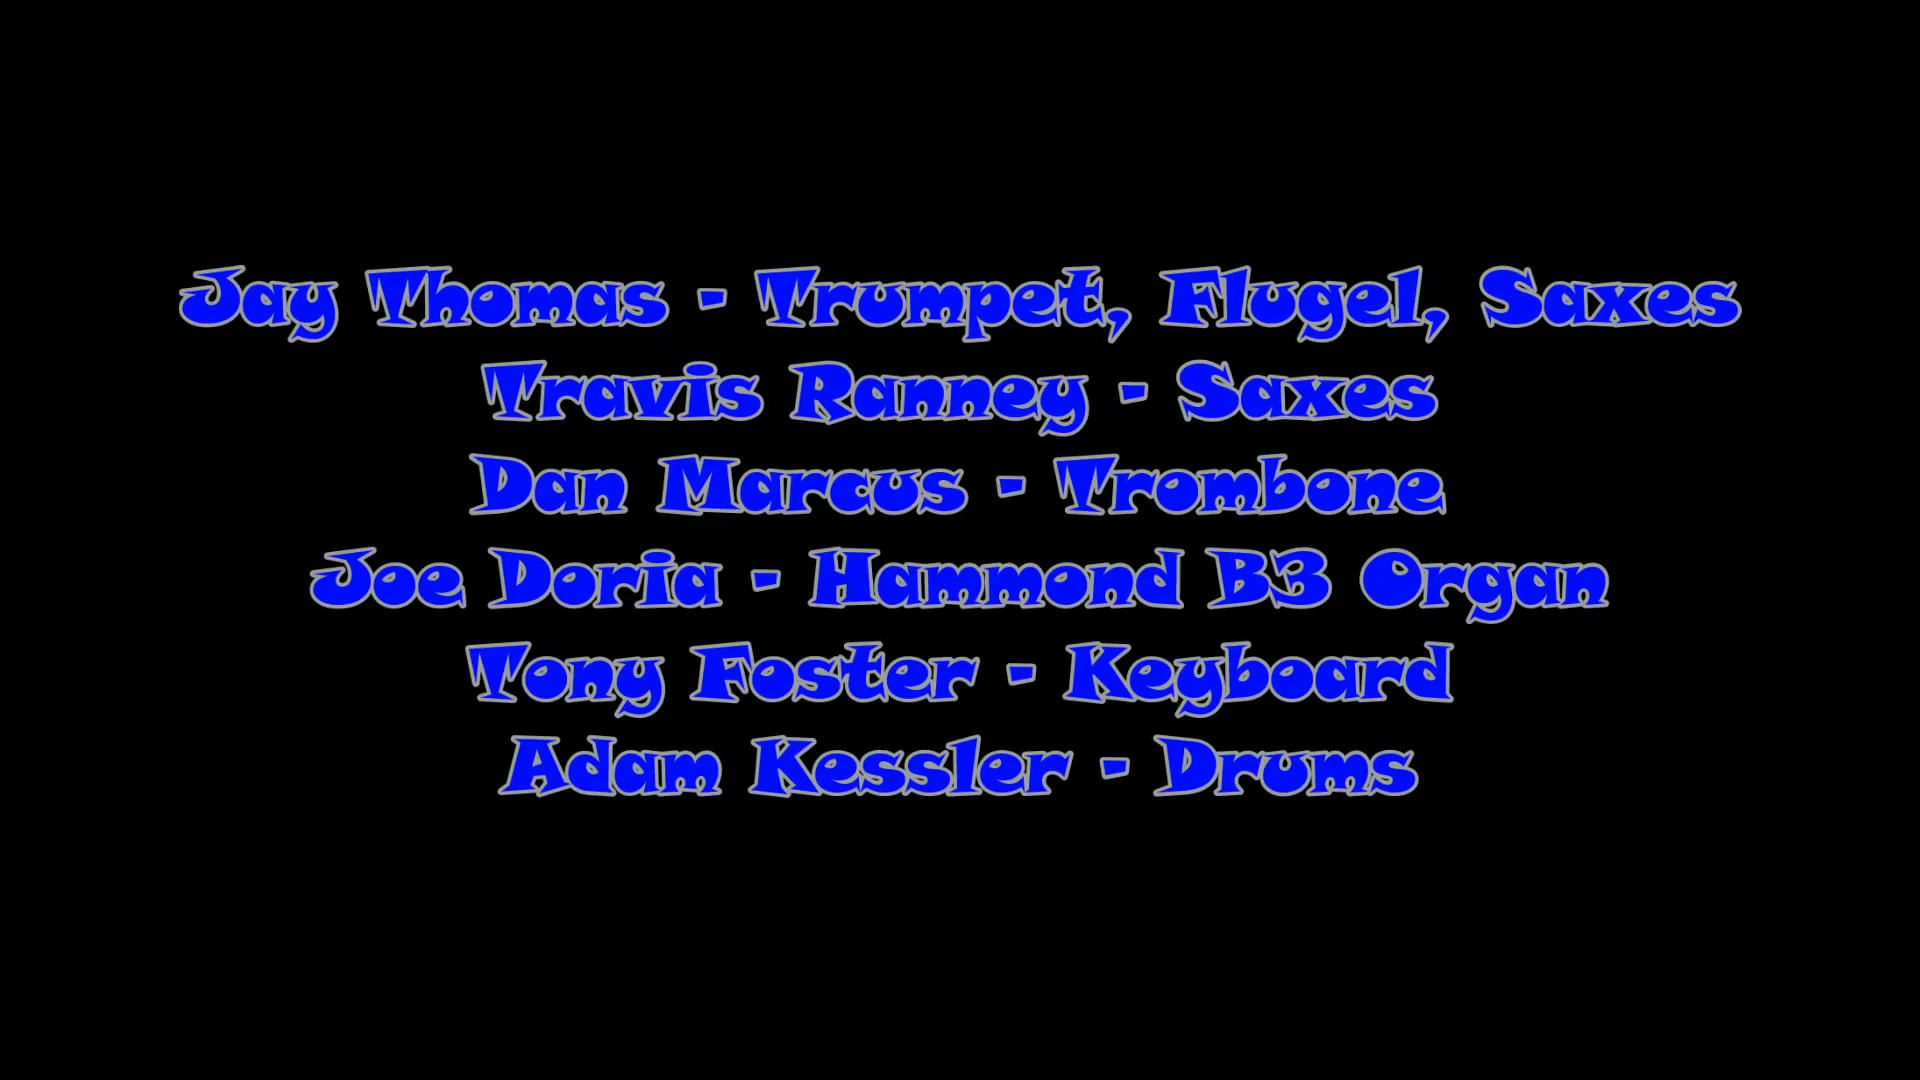 Jay Thomas - Trumpet, Flugel, Saxes
Travis Ranney - Saxes
Dan Marcus - Trombone
Joe Doria - Hammond B3 Organ
Tony Foster - Keyboard
Adam Kessler - Drums